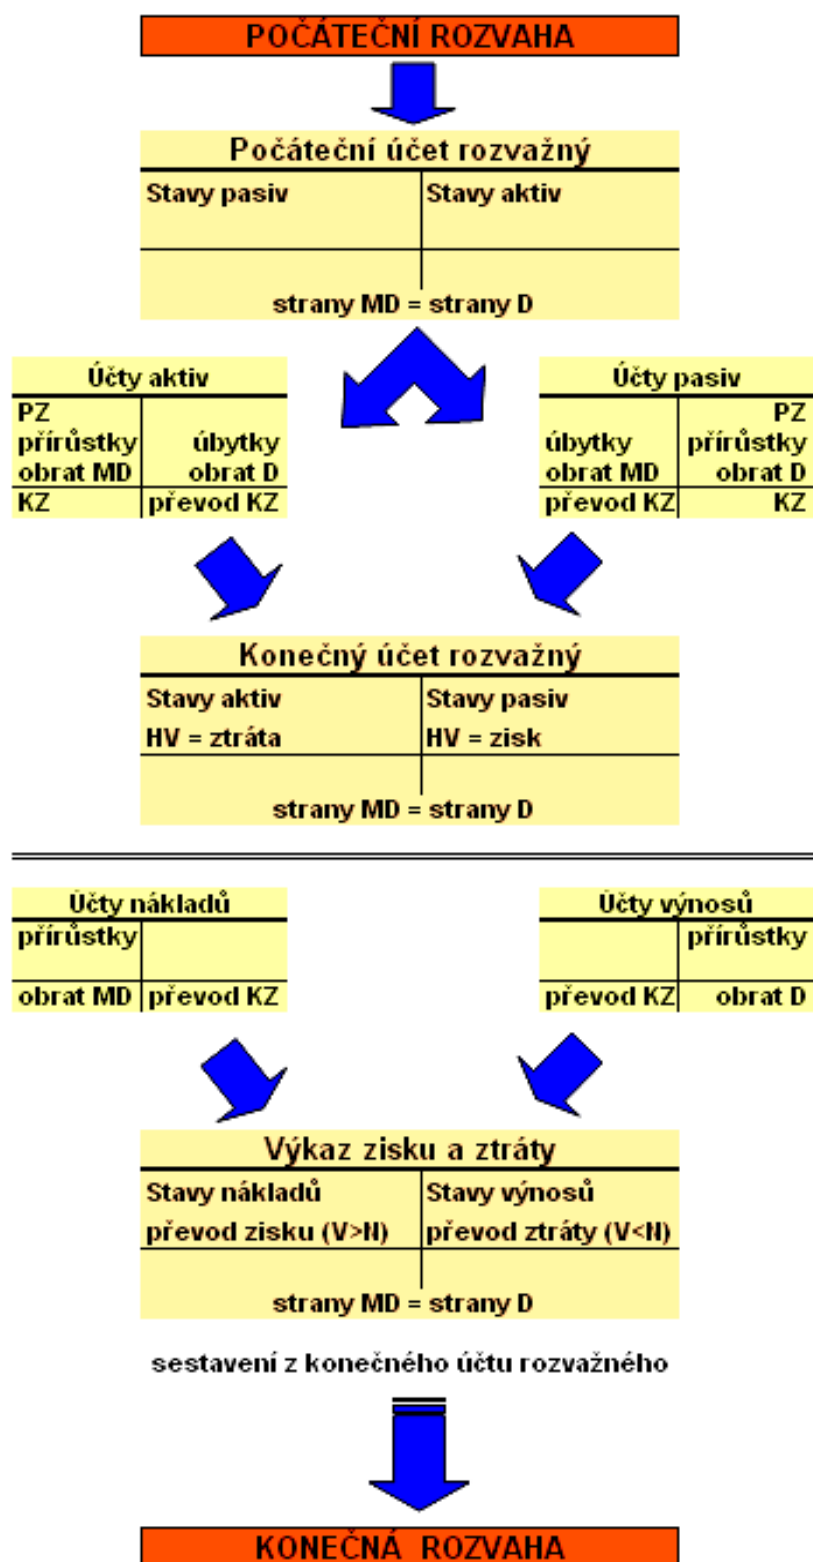 POČÁTEČNÍ ROZVAHA
Počáteční účet rozvažný
Stavy pasiv Stavy aktiv
strany MD = strany D
Účty aktiv
PZ
přírůstky úbytky
obrat MD obrat D
KZ převod KZ
Účty pasiv
PZ
úbytky přírůstky
obrat MD obrat D
převod KZ KZ
Konečný účet rozvažný
Stavy aktiv Stavy pasiv
HV = ztráta HV = zisk
strany MD = strany D
Účty nákladů
přírůstky
obrat MD převod KZ
Účty výnosů
přírůstky
převod KZ obrat D
Výkaz zisku a ztráty
Stavy nákladů Stavy výnosů
převod zisku (V>N) převod ztráty (V<N)
strany MD = strany D
sestavení z konečného účtu rozvažného
KONEČNÁ ROZVAHA